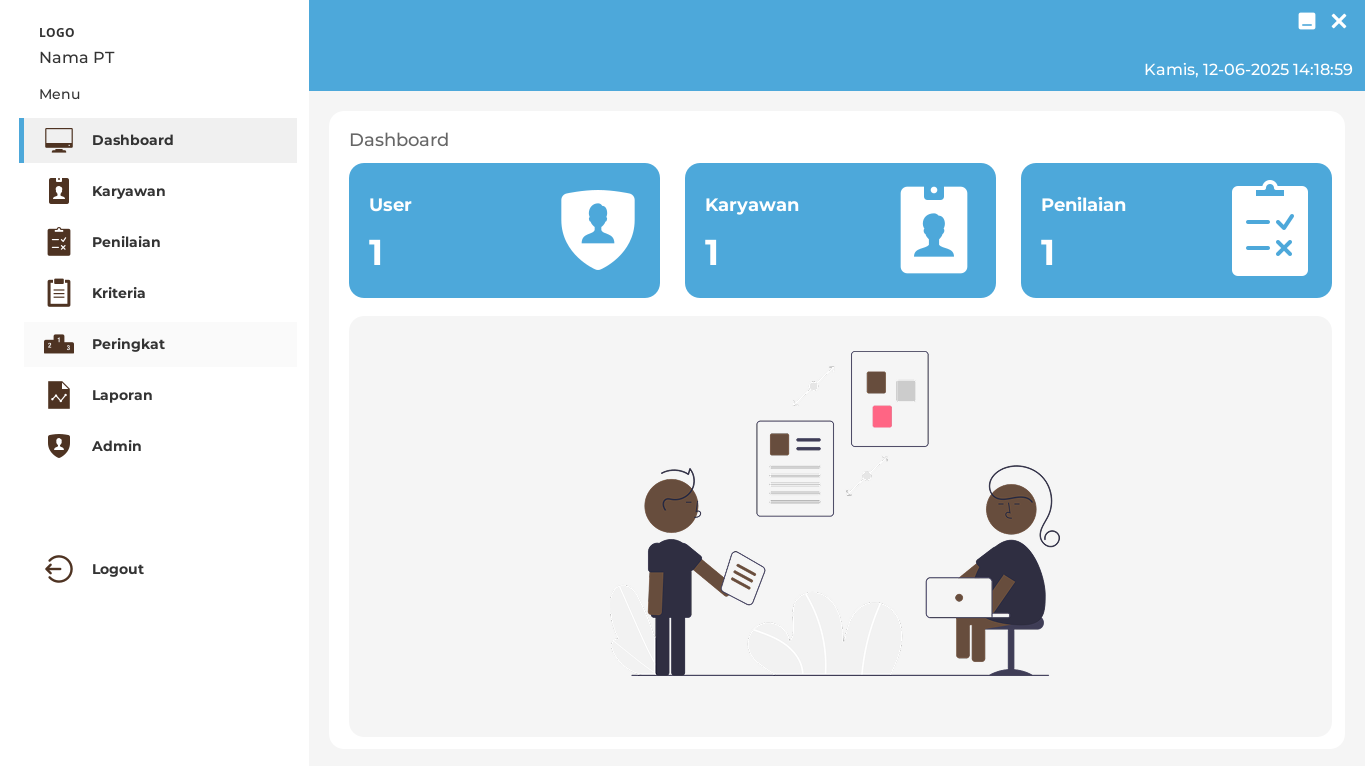 LOGO
Nama PT
Menu
Dashboard
Karyawan
Penilaian
Kriteria
Peringkat
Laporan
Admin
Logout
Kamis, 12-06-2025 14:18:59
Dashboard
User
1
Karyawan
1
Penilaian
1